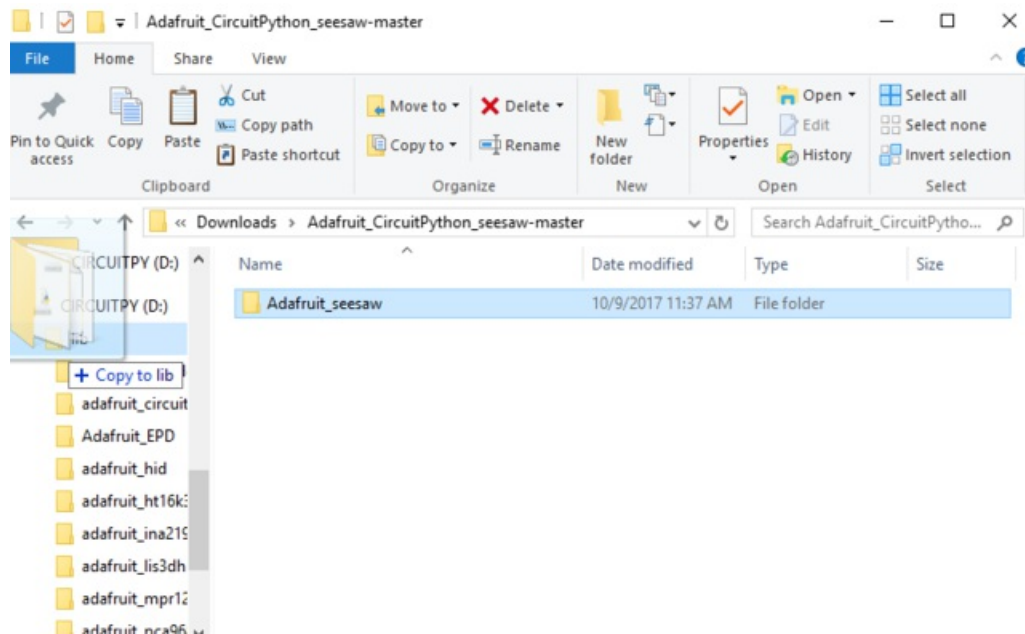 Adafruit_CircuitPython_seesaw-master
File Home Share View
Pin to Quick access
Copy
Paste
Cut
Copy path
Paste shortcut
Move to
Copy to
Delete
Rename
New folder
Properties
Open
Edit
History
Select all
Select none
Invert selection
Clipboard Organize New Open Select
« Downloads > Adafruit_CircuitPython_seesaw-master
Search Adafruit_CircuitPytho...
CIRCUITPY (D:)
Name Date modified Type Size
CIRCUITPY (D:)
Adafruit_seesaw 10/9/2017 11:37 AM File folder
lib
+ Copy to lib
adafruit_circuit
Adafruit_EPD
adafruit_hid
adafruit_ht16k3
adafruit_ina219
adafruit_lis3dh
adafruit_mpr12
adafruit_pca96